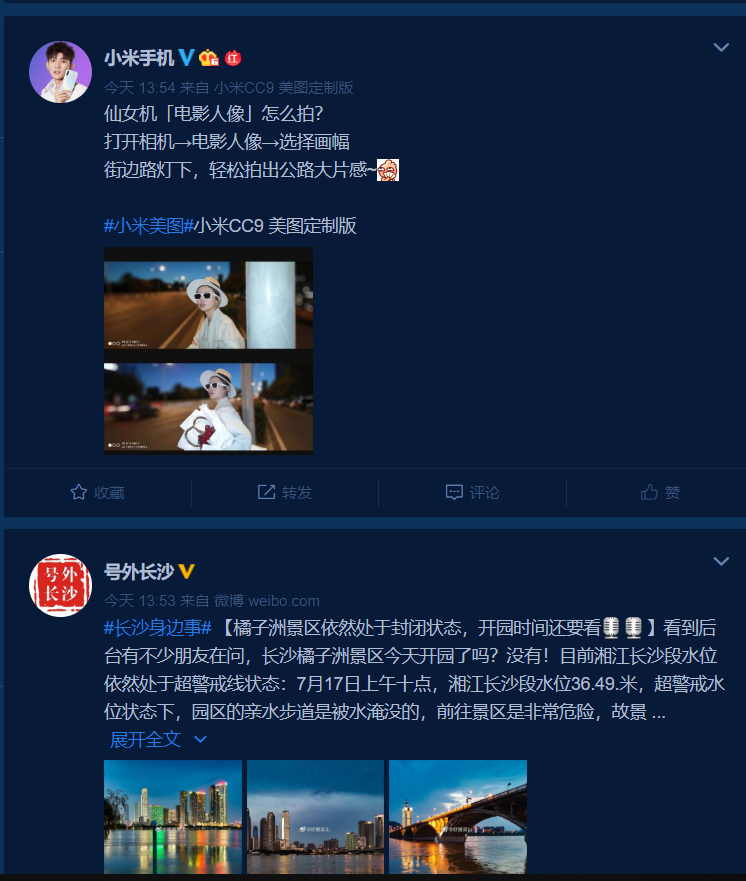 小米手机
今天 13:54 来自 小米CC9 美图定制版
仙女机「电影人像」怎么拍?
打开相机→电影人像→选择画幅
街边路灯下，轻松拍出公路大片感~
#小米美图#小米CC9 美图定制版
收藏
转发
评论
赞
号外长沙
号外长沙
今天 13:53 来自 微博 weibo.com
#长沙身边事# 【橘子洲景区依然处于封闭状态，开园时间还要看】看到后
台有不少朋友在问，长沙橘子洲景区今天开园了吗？没有！目前湘江长沙段水位
依然处于超警戒线状态：7月17日上午十点，湘江长沙段水位36.49.米，超警戒水
位状态下，园区的亲水步道是被水淹没的，前往景区是非常危险，故景 ...
展开全文